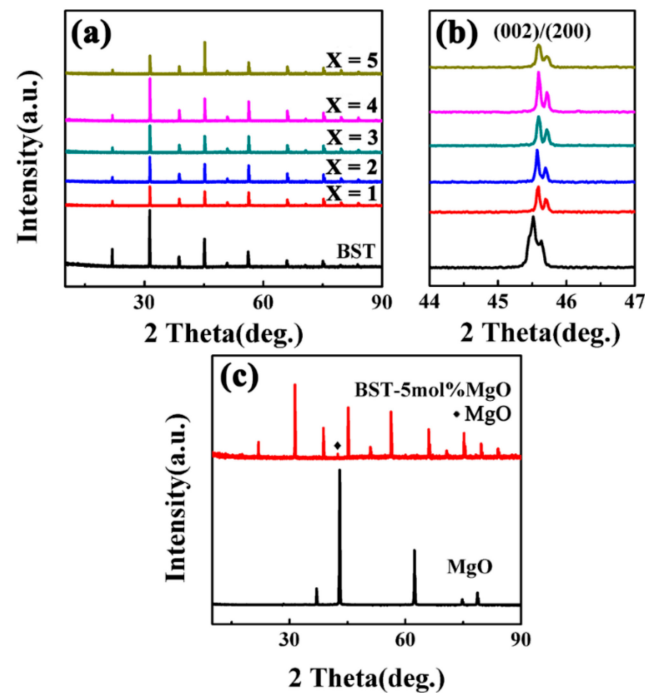 (a)
X = 5
X = 4
X = 3
X = 2
X = 1
BST
Intensity(a.u.)
30
60
90
2 Theta(deg.)
(b)
(002)/(200)
44
45
46
47
2 Theta(deg.)
(c)
BST-5mol%MgO
MgO
MgO
Intensity(a.u.)
30
60
90
2 Theta(deg.)